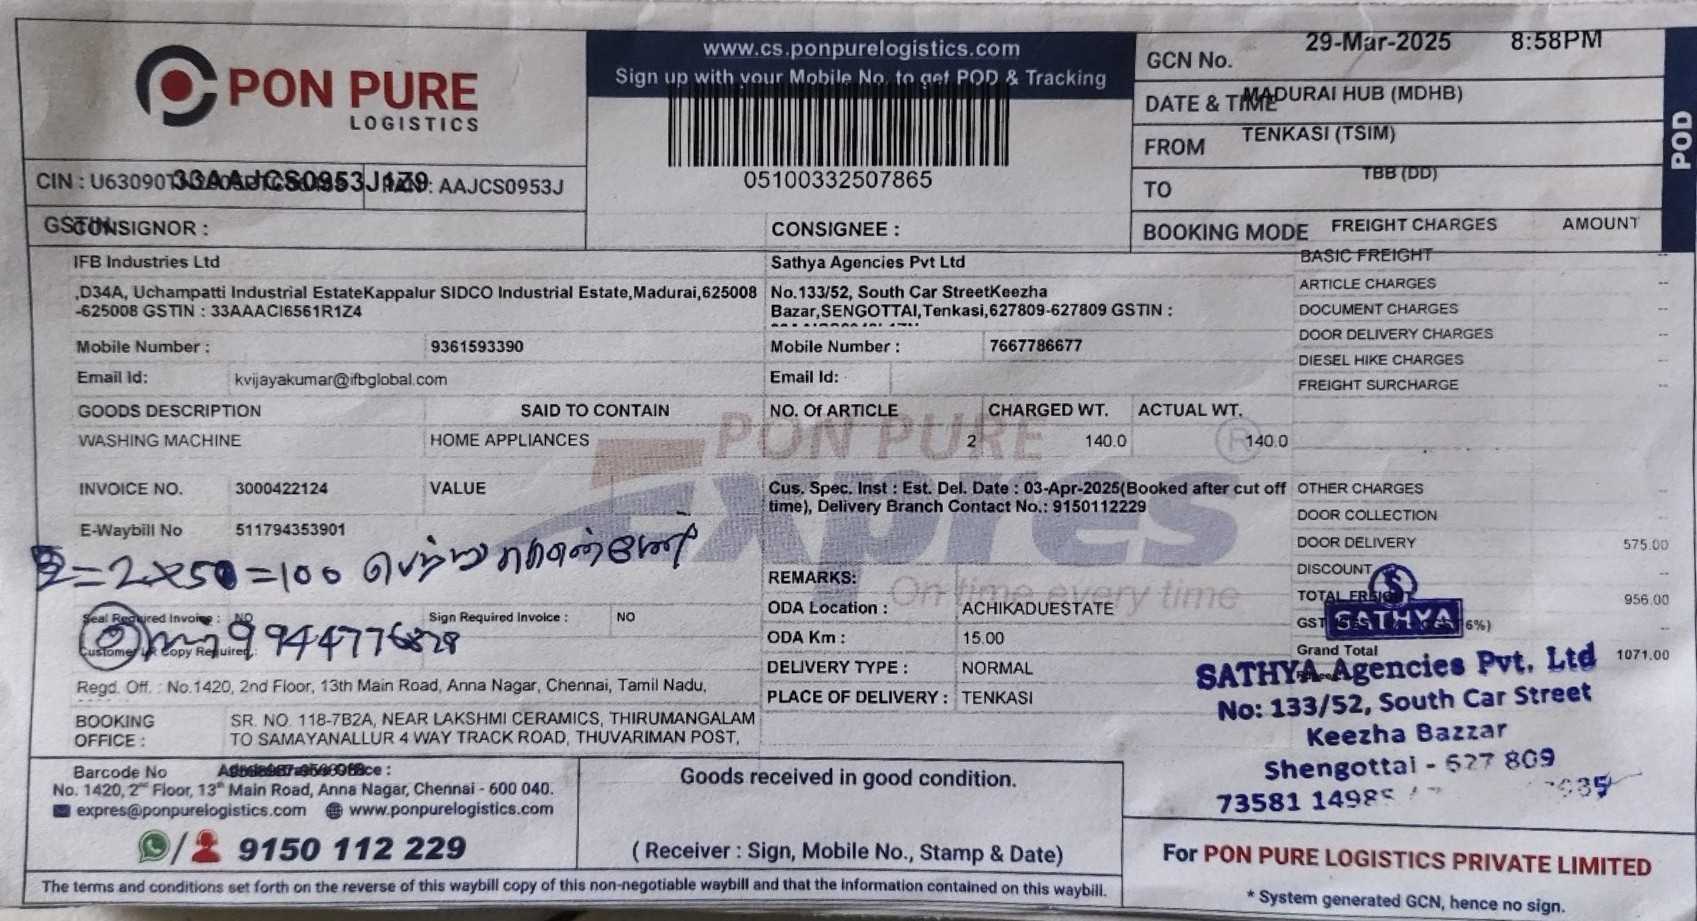 PON PURE
LOGISTICS
www.cs.ponpurelogistics.com
Sign up with your Mobile No. to get POD & Tracking
05100332507865
GCN No.
29-Mar-2025 8:58PM
DATE & TIME
MADURAI HUB (MDHB)
FROM
TENKASI (TSIM)
TO
TBB (DD)
BOOKING MODE
POD
CIN : U63090
33AAJCS0953J1Z9
: AAJCS0953J
GSTIN
CONSIGNOR :
CONSIGNEE :
FREIGHT CHARGES AMOUNT
IFB Industries Ltd
,D34A, Uchampatti Industrial EstateKappalur SIDCO Industrial Estate,Madurai,625008
-625008 GSTIN : 33AAACI6561R1Z4
Sathya Agencies Pvt Ltd
No.133/52, South Car StreetKeezha
Bazar,SENGOTTAI,Tenkasi,627809-627809 GSTIN :
Mobile Number : 9361593390
Mobile Number : 7667786677
Email Id: kvijayakumar@ifbglobal.com
Email Id:
BASIC FREIGHT --
ARTICLE CHARGES --
DOCUMENT CHARGES --
DOOR DELIVERY CHARGES --
DIESEL HIKE CHARGES --
FREIGHT SURCHARGE --
GOODS DESCRIPTION SAID TO CONTAIN NO. Of ARTICLE CHARGED WT. ACTUAL WT.
WASHING MACHINE HOME APPLIANCES 2 140.0 140.0
PON PURE
Expres
On time every time
INVOICE NO. 3000422124 VALUE
E-Waybill No 511794353901
Cus. Spec. Inst : Est. Del. Date : 03-Apr-2025(Booked after cut off
time), Delivery Branch Contact No.: 9150112229
OTHER CHARGES --
DOOR COLLECTION
DOOR DELIVERY 575.00
DISCOUNT --
TOTAL FREIGHT 956.00
GST 6%)
Grand Total 1071.00
= 2x50 = 100 பெற்று
Seal Required Invoice : NO
Sign Required Invoice : NO
Customer LR Copy Required :
9944776828
REMARKS:
ODA Location : ACHIKADUESTATE
ODA Km : 15.00
DELIVERY TYPE : NORMAL
PLACE OF DELIVERY : TENKASI
Regd. Off. : No.1420, 2nd Floor, 13th Main Road, Anna Nagar, Chennai, Tamil Nadu,
BOOKING OFFICE :
SR. NO. 118-7B2A, NEAR LAKSHMI CERAMICS, THIRUMANGALAM
TO SAMAYANALLUR 4 WAY TRACK ROAD, THUVARIMAN POST,
SATHYA
SATHYA Agencies Pvt. Ltd
No: 133/52, South Car Street
Keezha Bazzar
Shengottai - 627 809
73581 14985
Barcode No
No. 1420, 2nd Floor, 13th Main Road, Anna Nagar, Chennai - 600 040.
expres@ponpurelogistics.com www.ponpurelogistics.com
9150 112 229
Goods received in good condition.
( Receiver : Sign, Mobile No., Stamp & Date)
For PON PURE LOGISTICS PRIVATE LIMITED
* System generated GCN, hence no sign.
The terms and conditions set forth on the reverse of this waybill copy of this non-negotiable waybill and that the information contained on this waybill.